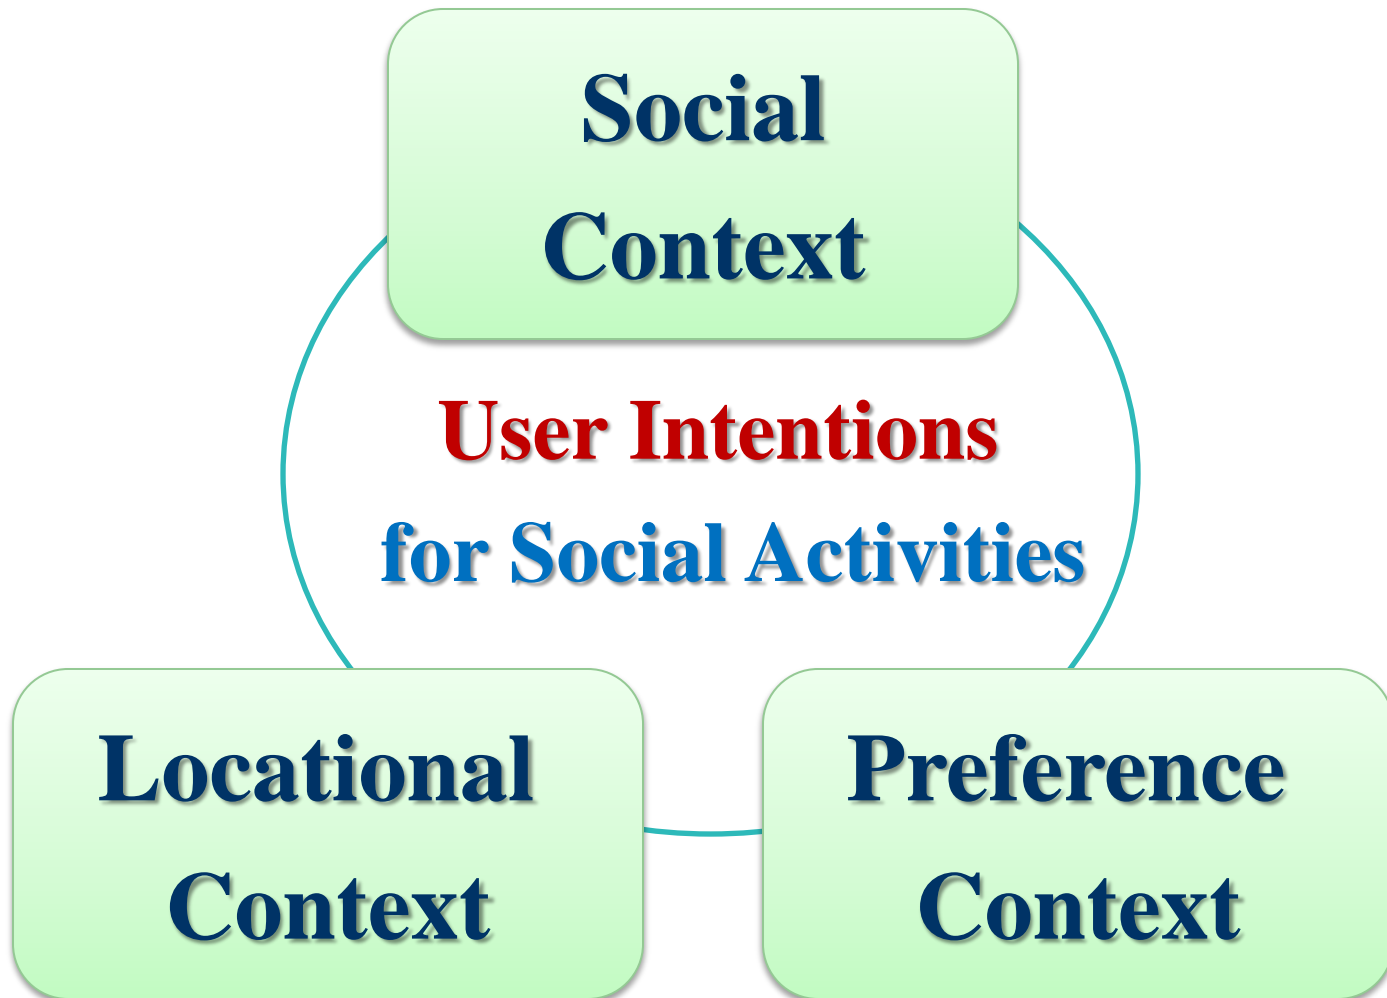 Social
Context
User Intentions
for Social Activities
Locational
Context
Preference
Context